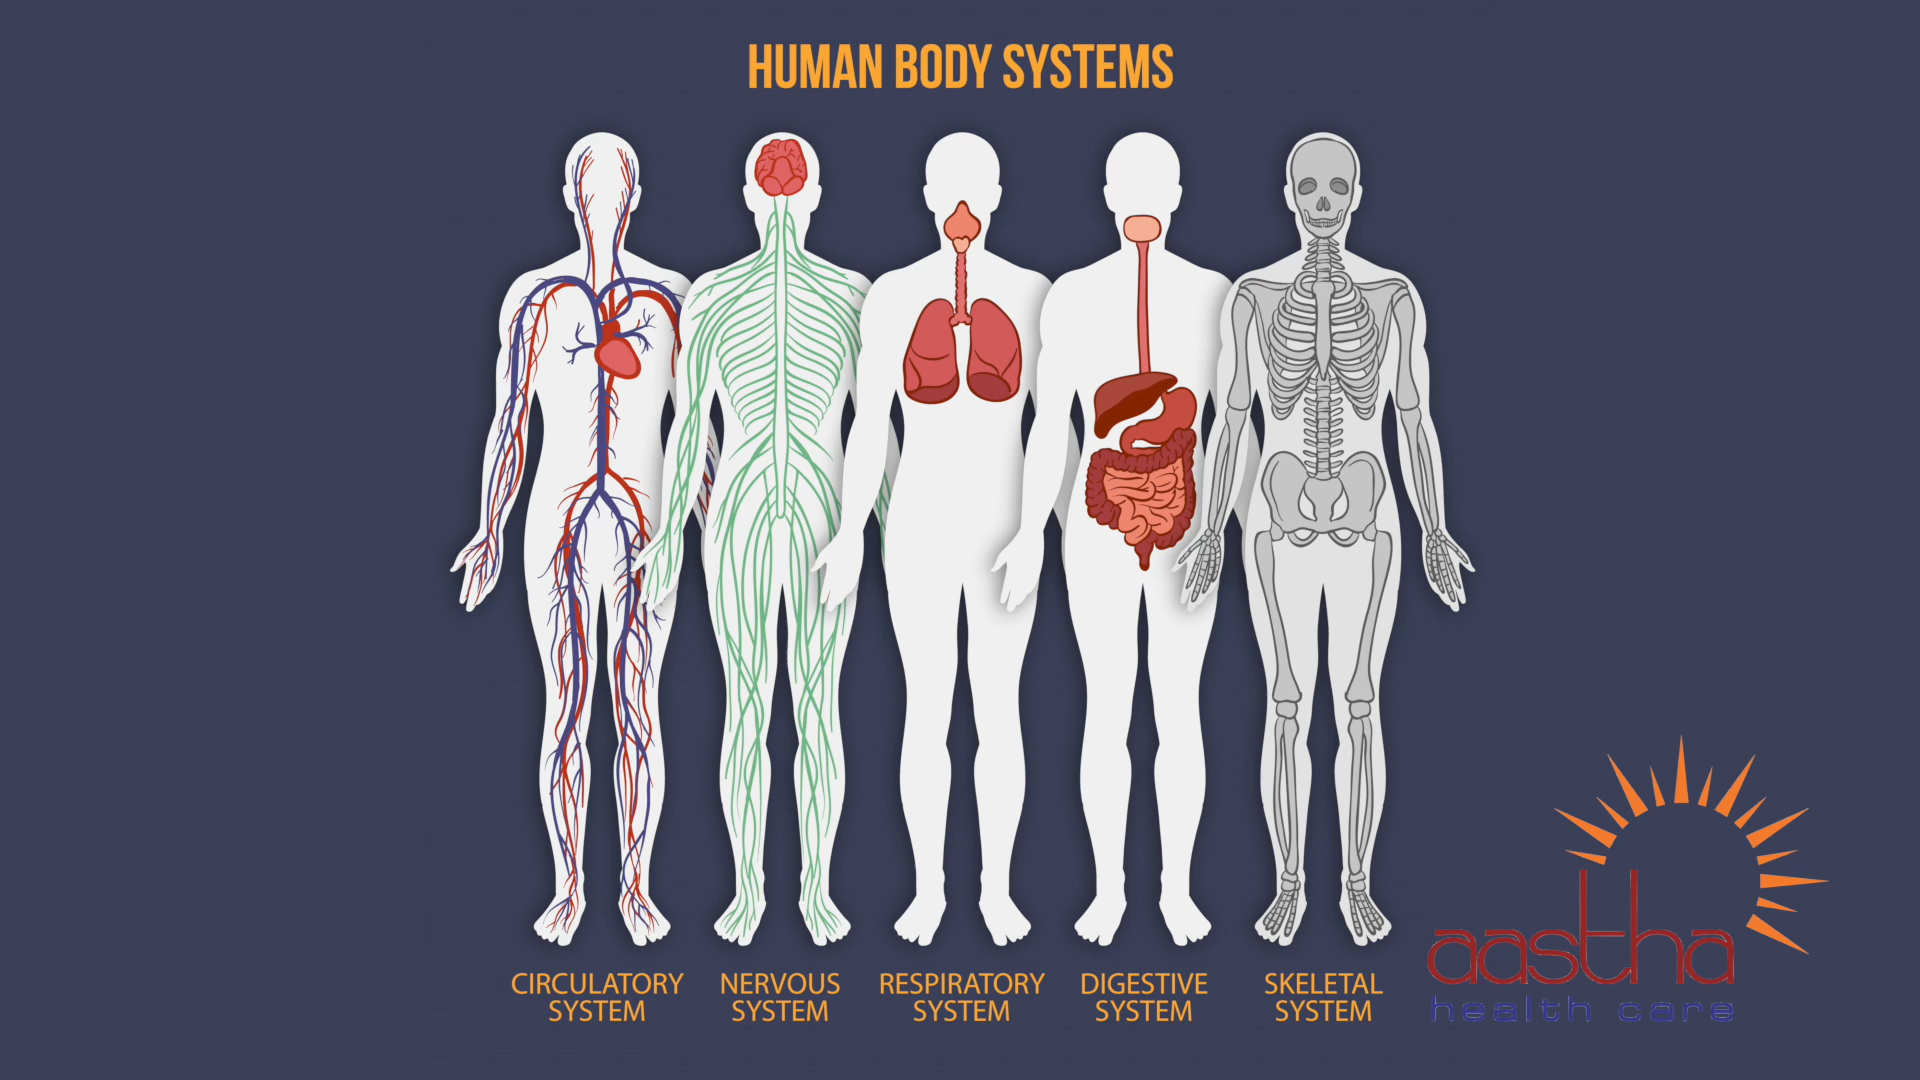 HUMAN BODY SYSTEMS
CIRCULATORY
SYSTEM
NERVOUS
SYSTEM
RESPIRATORY
SYSTEM
DIGESTIVE
SYSTEM
SKELETAL
SYSTEM
aastha
health care